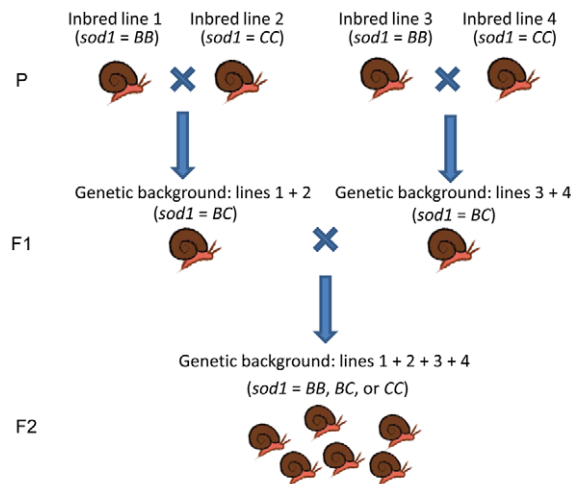 Inbred line 1 Inbred line 2 Inbred line 3 Inbred line 4
(sod1 = BB) (sod1 = CC) (sod1 = BB) (sod1 = CC)
P
Genetic background: lines 1 + 2 Genetic background: lines 3 + 4
(sod1 = BC) (sod1 = BC)
F1
Genetic background: lines 1 + 2 + 3 + 4
(sod1 = BB, BC, or CC)
F2